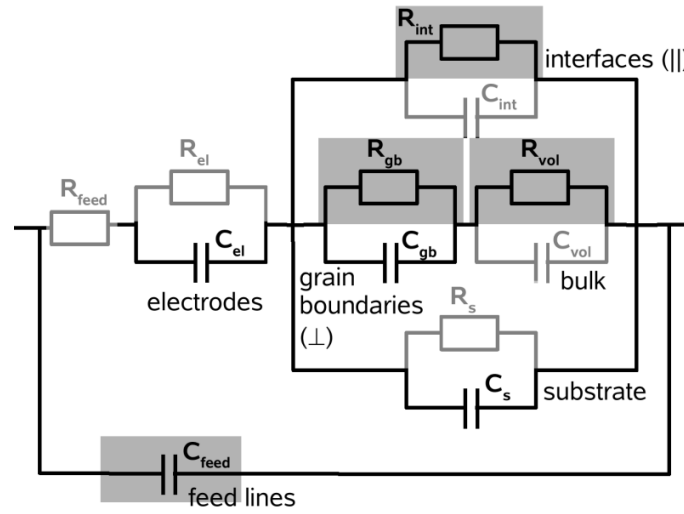 R_int
interfaces (||)
C_int
R_gb
R_vol
R_el
R_feed
C_el
C_gb
C_vol
electrodes
grain
boundaries
(⊥)
bulk
R_s
C_s
substrate
C_feed
feed lines